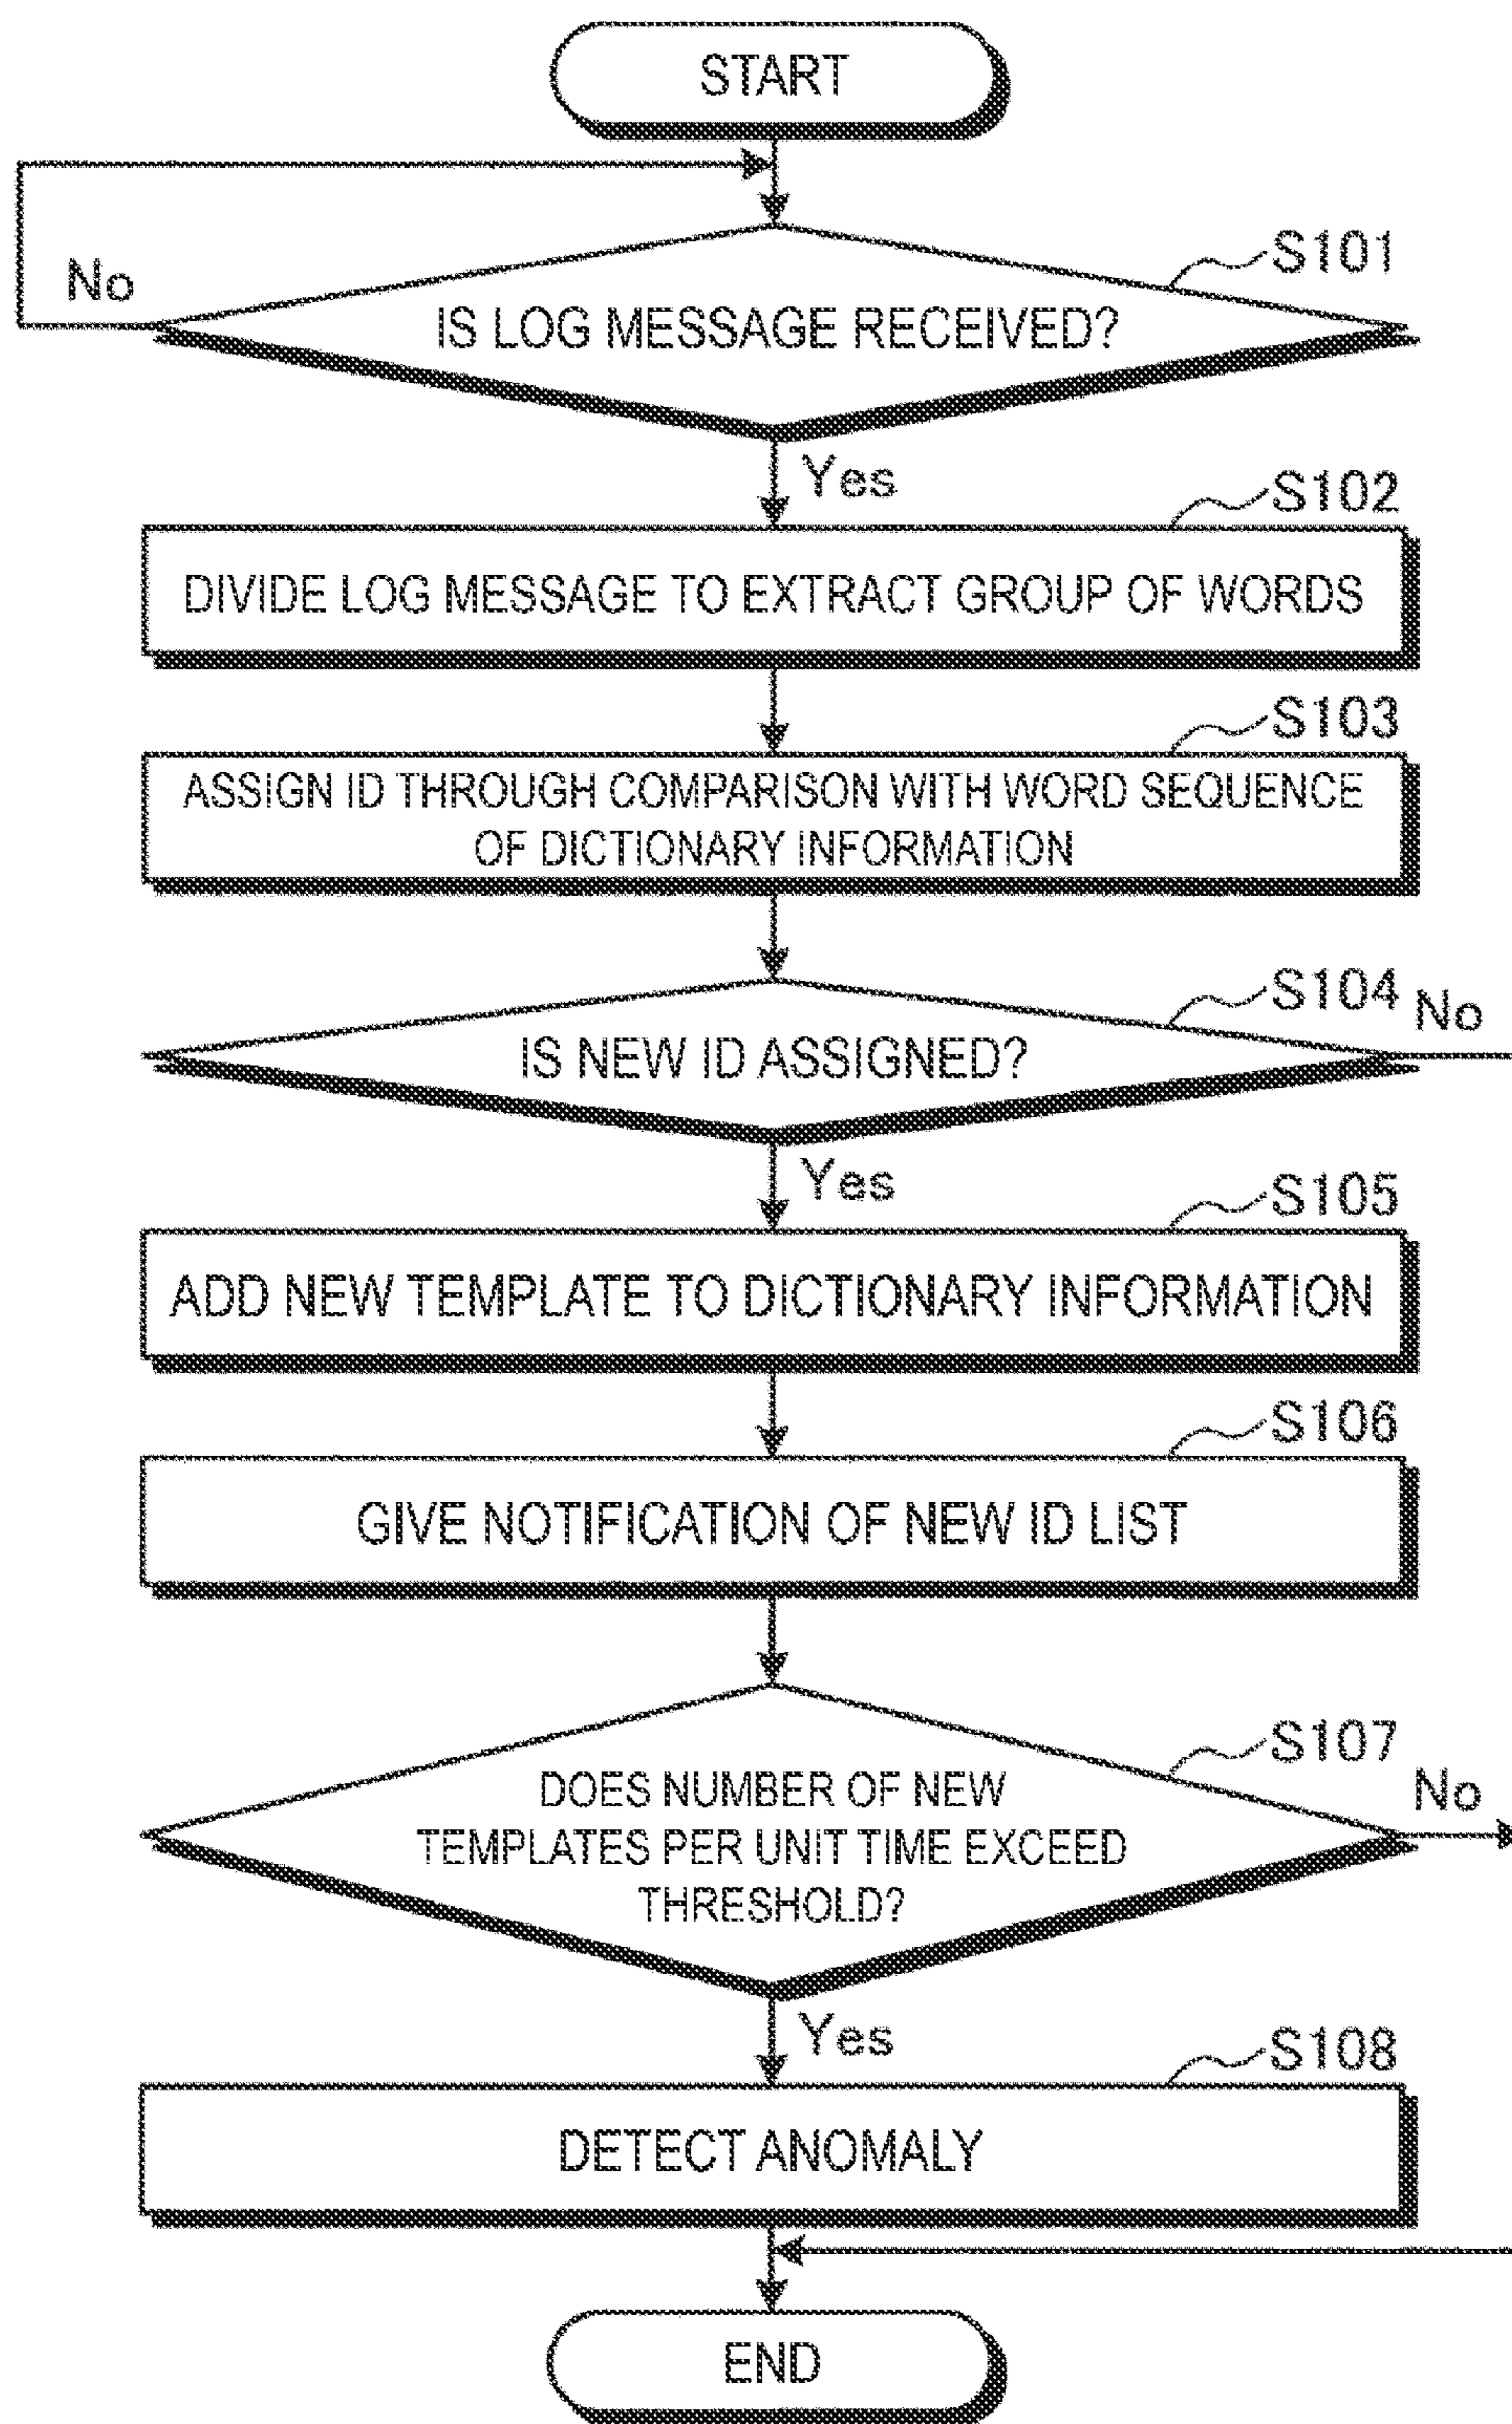 START
No
S101
IS LOG MESSAGE RECEIVED?
Yes
S102
DIVIDE LOG MESSAGE TO EXTRACT GROUP OF WORDS
S103
ASSIGN ID THROUGH COMPARISON WITH WORD SEQUENCE
OF DICTIONARY INFORMATION
S104
No
IS NEW ID ASSIGNED?
Yes
S105
ADD NEW TEMPLATE TO DICTIONARY INFORMATION
S106
GIVE NOTIFICATION OF NEW ID LIST
S107
No
DOES NUMBER OF NEW
TEMPLATES PER UNIT TIME EXCEED
THRESHOLD?
Yes
S108
DETECT ANOMALY
END